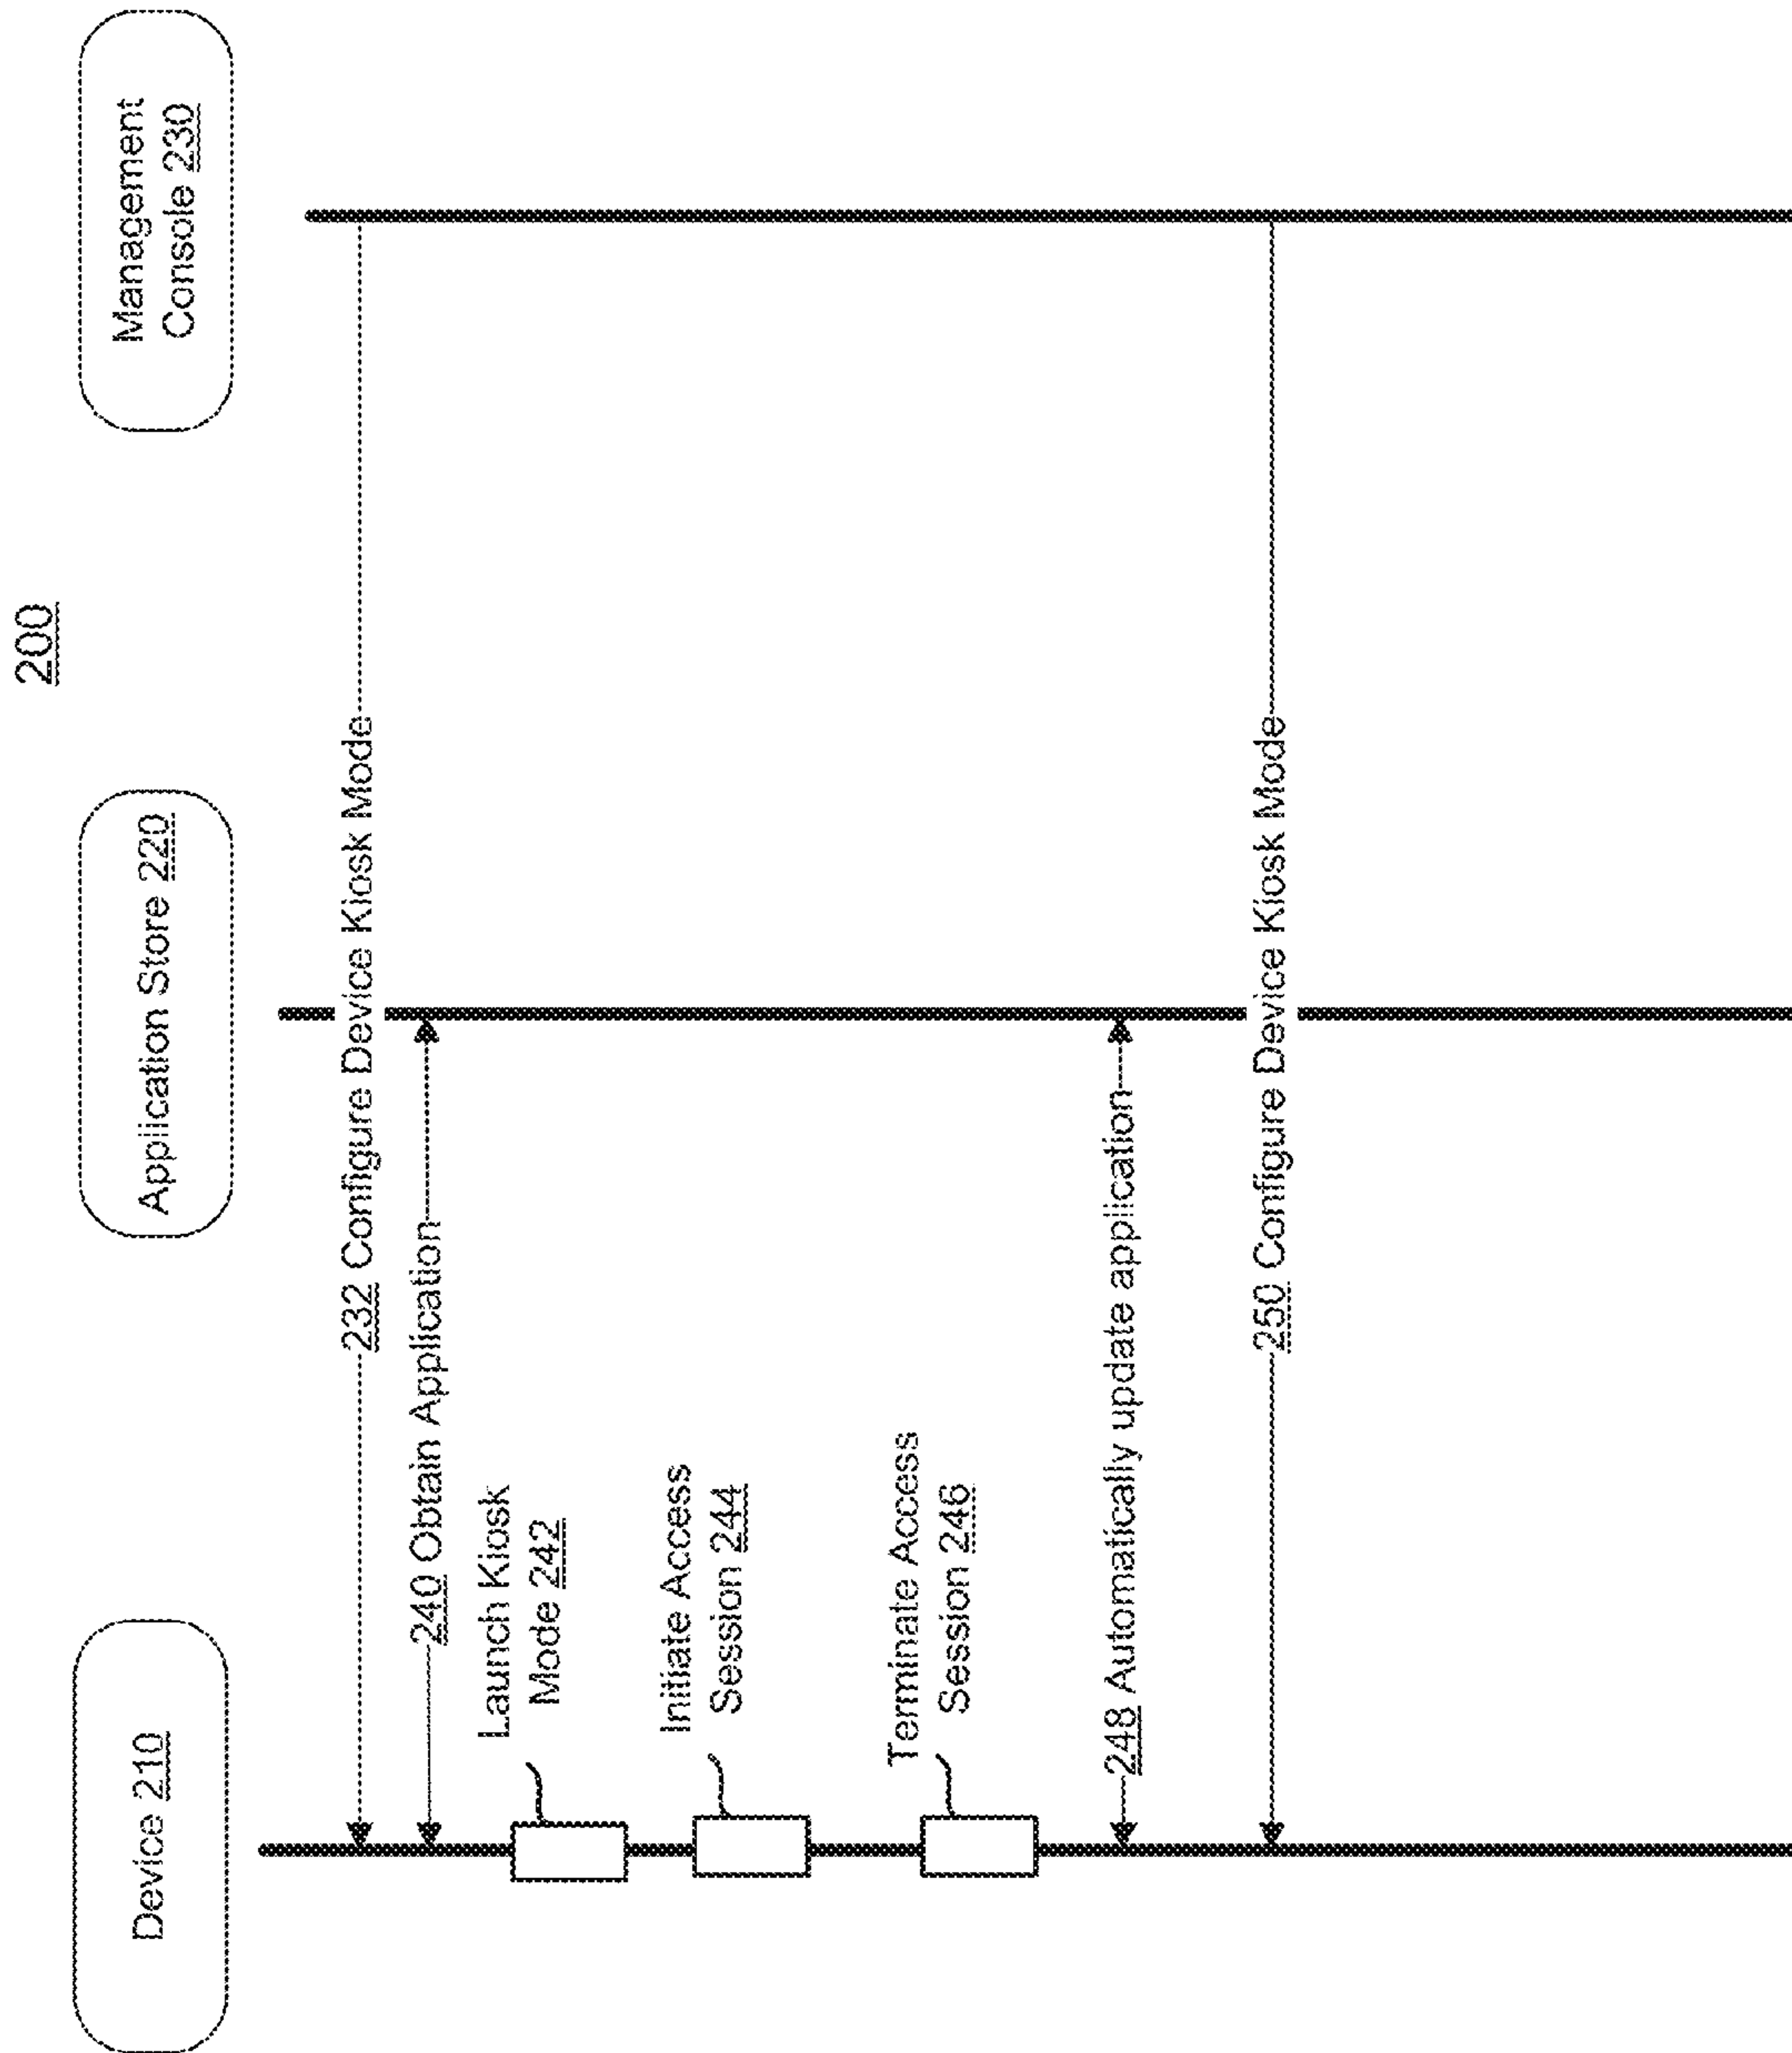 200
Device 210
Application Store 220
Management
Console 230
232 Configure Device Kiosk Mode
240 Obtain Application
Launch Kiosk
Mode 242
Initiate Access
Session 244
Terminate Access
Session 246
248 Automatically update application
250 Configure Device Kiosk Mode